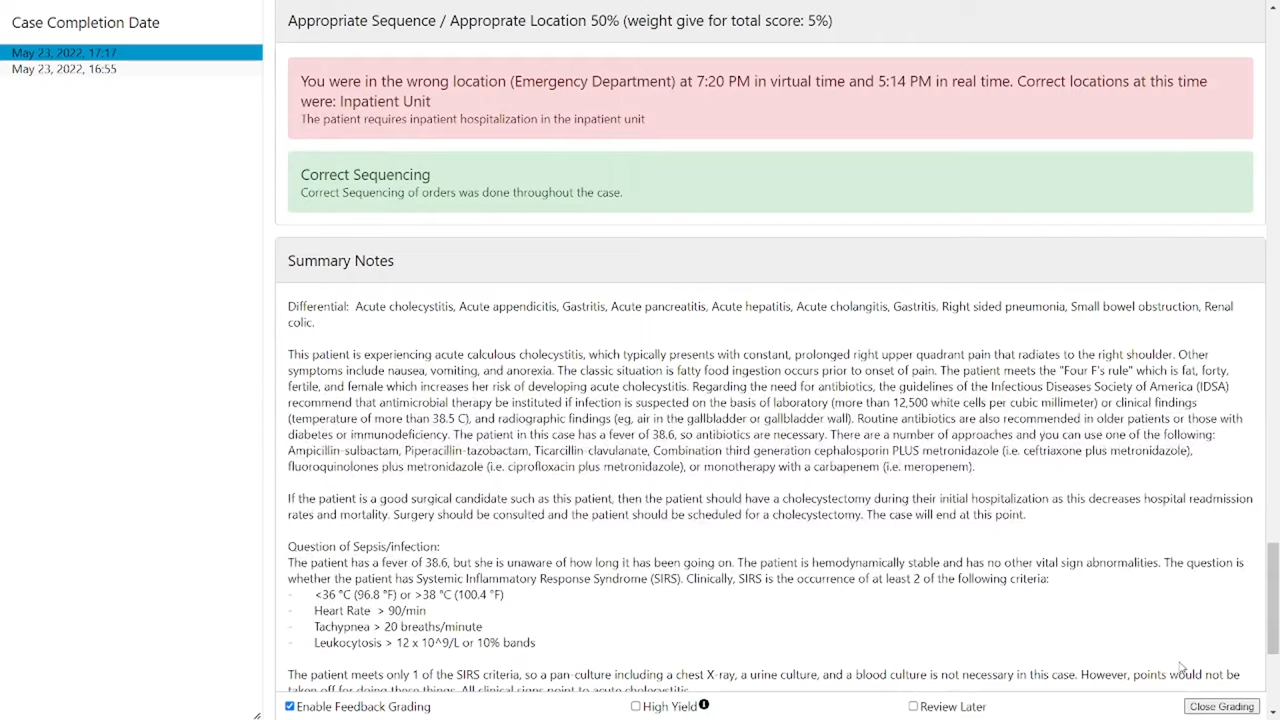 Case Completion Date
May 23, 2022, 17:17
May 23, 2022, 16:55
Appropriate Sequence / Approprate Location 50% (weight give for total score: 5%)
You were in the wrong location (Emergency Department) at 7:20 PM in virtual time and 5:14 PM in real time. Correct locations at this time
were: Inpatient Unit
The patient requires inpatient hospitalization in the inpatient unit
Correct Sequencing
Correct Sequencing of orders was done throughout the case.
Summary Notes
Differential: Acute cholecystitis, Acute appendicitis, Gastritis, Acute pancreatitis, Acute hepatitis, Acute cholangitis, Gastritis, Right sided pneumonia, Small bowel obstruction, Renal
colic.
This patient is experiencing acute calculous cholecystitis, which typically presents with constant, prolonged right upper quadrant pain that radiates to the right shoulder. Other
symptoms include nausea, vomiting, and anorexia. The classic situation is fatty food ingestion occurs prior to onset of pain. The patient meets the "Four F's rule" which is fat, forty,
fertile, and female which increases her risk of developing acute cholecystitis. Regarding the need for antibiotics, the guidelines of the Infectious Diseases Society of America (IDSA)
recommend that antimicrobial therapy be instituted if infection is suspected on the basis of laboratory (more than 12,500 white cells per cubic millimeter) or clinical findings
(temperature of more than 38.5 C), and radiographic findings (eg, air in the gallbladder or gallbladder wall). Routine antibiotics are also recommended in older patients or those with
diabetes or immunodeficiency. The patient in this case has a fever of 38.6, so antibiotics are necessary. There are a number of approaches and you can use one of the following:
Ampicillin-sulbactam, Piperacillin-tazobactam, Ticarcillin-clavulanate, Combination third generation cephalosporin PLUS metronidazole (i.e. ceftriaxone plus metronidazole),
fluoroquinolones plus metronidazole (i.e. ciprofloxacin plus metronidazole), or monotherapy with a carbapenem (i.e. meropenem).
If the patient is a good surgical candidate such as this patient, then the patient should have a cholecystectomy during their initial hospitalization as this decreases hospital readmission
rates and mortality. Surgery should be consulted and the patient should be scheduled for a cholecystectomy. The case will end at this point.
Question of Sepsis/infection:
The patient has a fever of 38.6, but she is unaware of how long it has been going on. The patient is hemodynamically stable and has no other vital sign abnormalities. The question is
whether the patient has Systemic Inflammatory Response Syndrome (SIRS). Clinically, SIRS is the occurrence of at least 2 of the following criteria:
- <36 °C (96.8 °F) or >38 °C (100.4 °F)
- Heart Rate > 90/min
- Tachypnea > 20 breaths/minute
- Leukocytosis > 12 x 10^9/L or 10% bands
The patient meets only 1 of the SIRS criteria, so a pan-culture including a chest X-ray, a urine culture, and a blood culture is not necessary in this case. However, points would not be
taken off for doing these things. All clinical signs point to acute cholecystitis.
Enable Feedback Grading
High Yield
Review Later
Close Grading